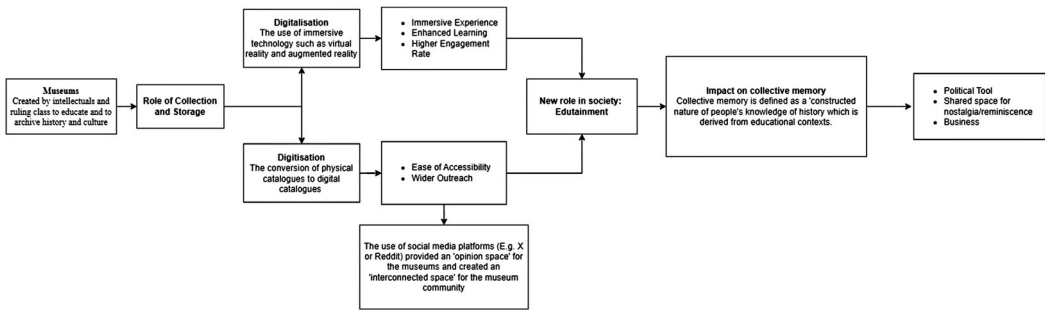 Museums
Created by intellectuals and
ruling class to educate and to
archive history and culture
Role of Collection
and Storage
Digitalisation
The use of immersive
technology such as virtual
reality and augmented reality
• Immersive Experience
• Enhanced Learning
• Higher Engagement
Rate
Digitisation
The conversion of physical
catalogues to digital
catalogues
• Ease of Accessibility
• Wider Outreach
The use of social media platforms (E.g. X
or Reddit) provided an 'opinion space' for
the museums and created an
'interconnected space' for the museum
community
New role in society:
Edutainment
Impact on collective memory
Collective memory is defined as a 'constructed
nature of people's knowledge of history which is
derived from educational contexts.
• Political Tool
• Shared space for
nostalgia/reminiscence
• Business